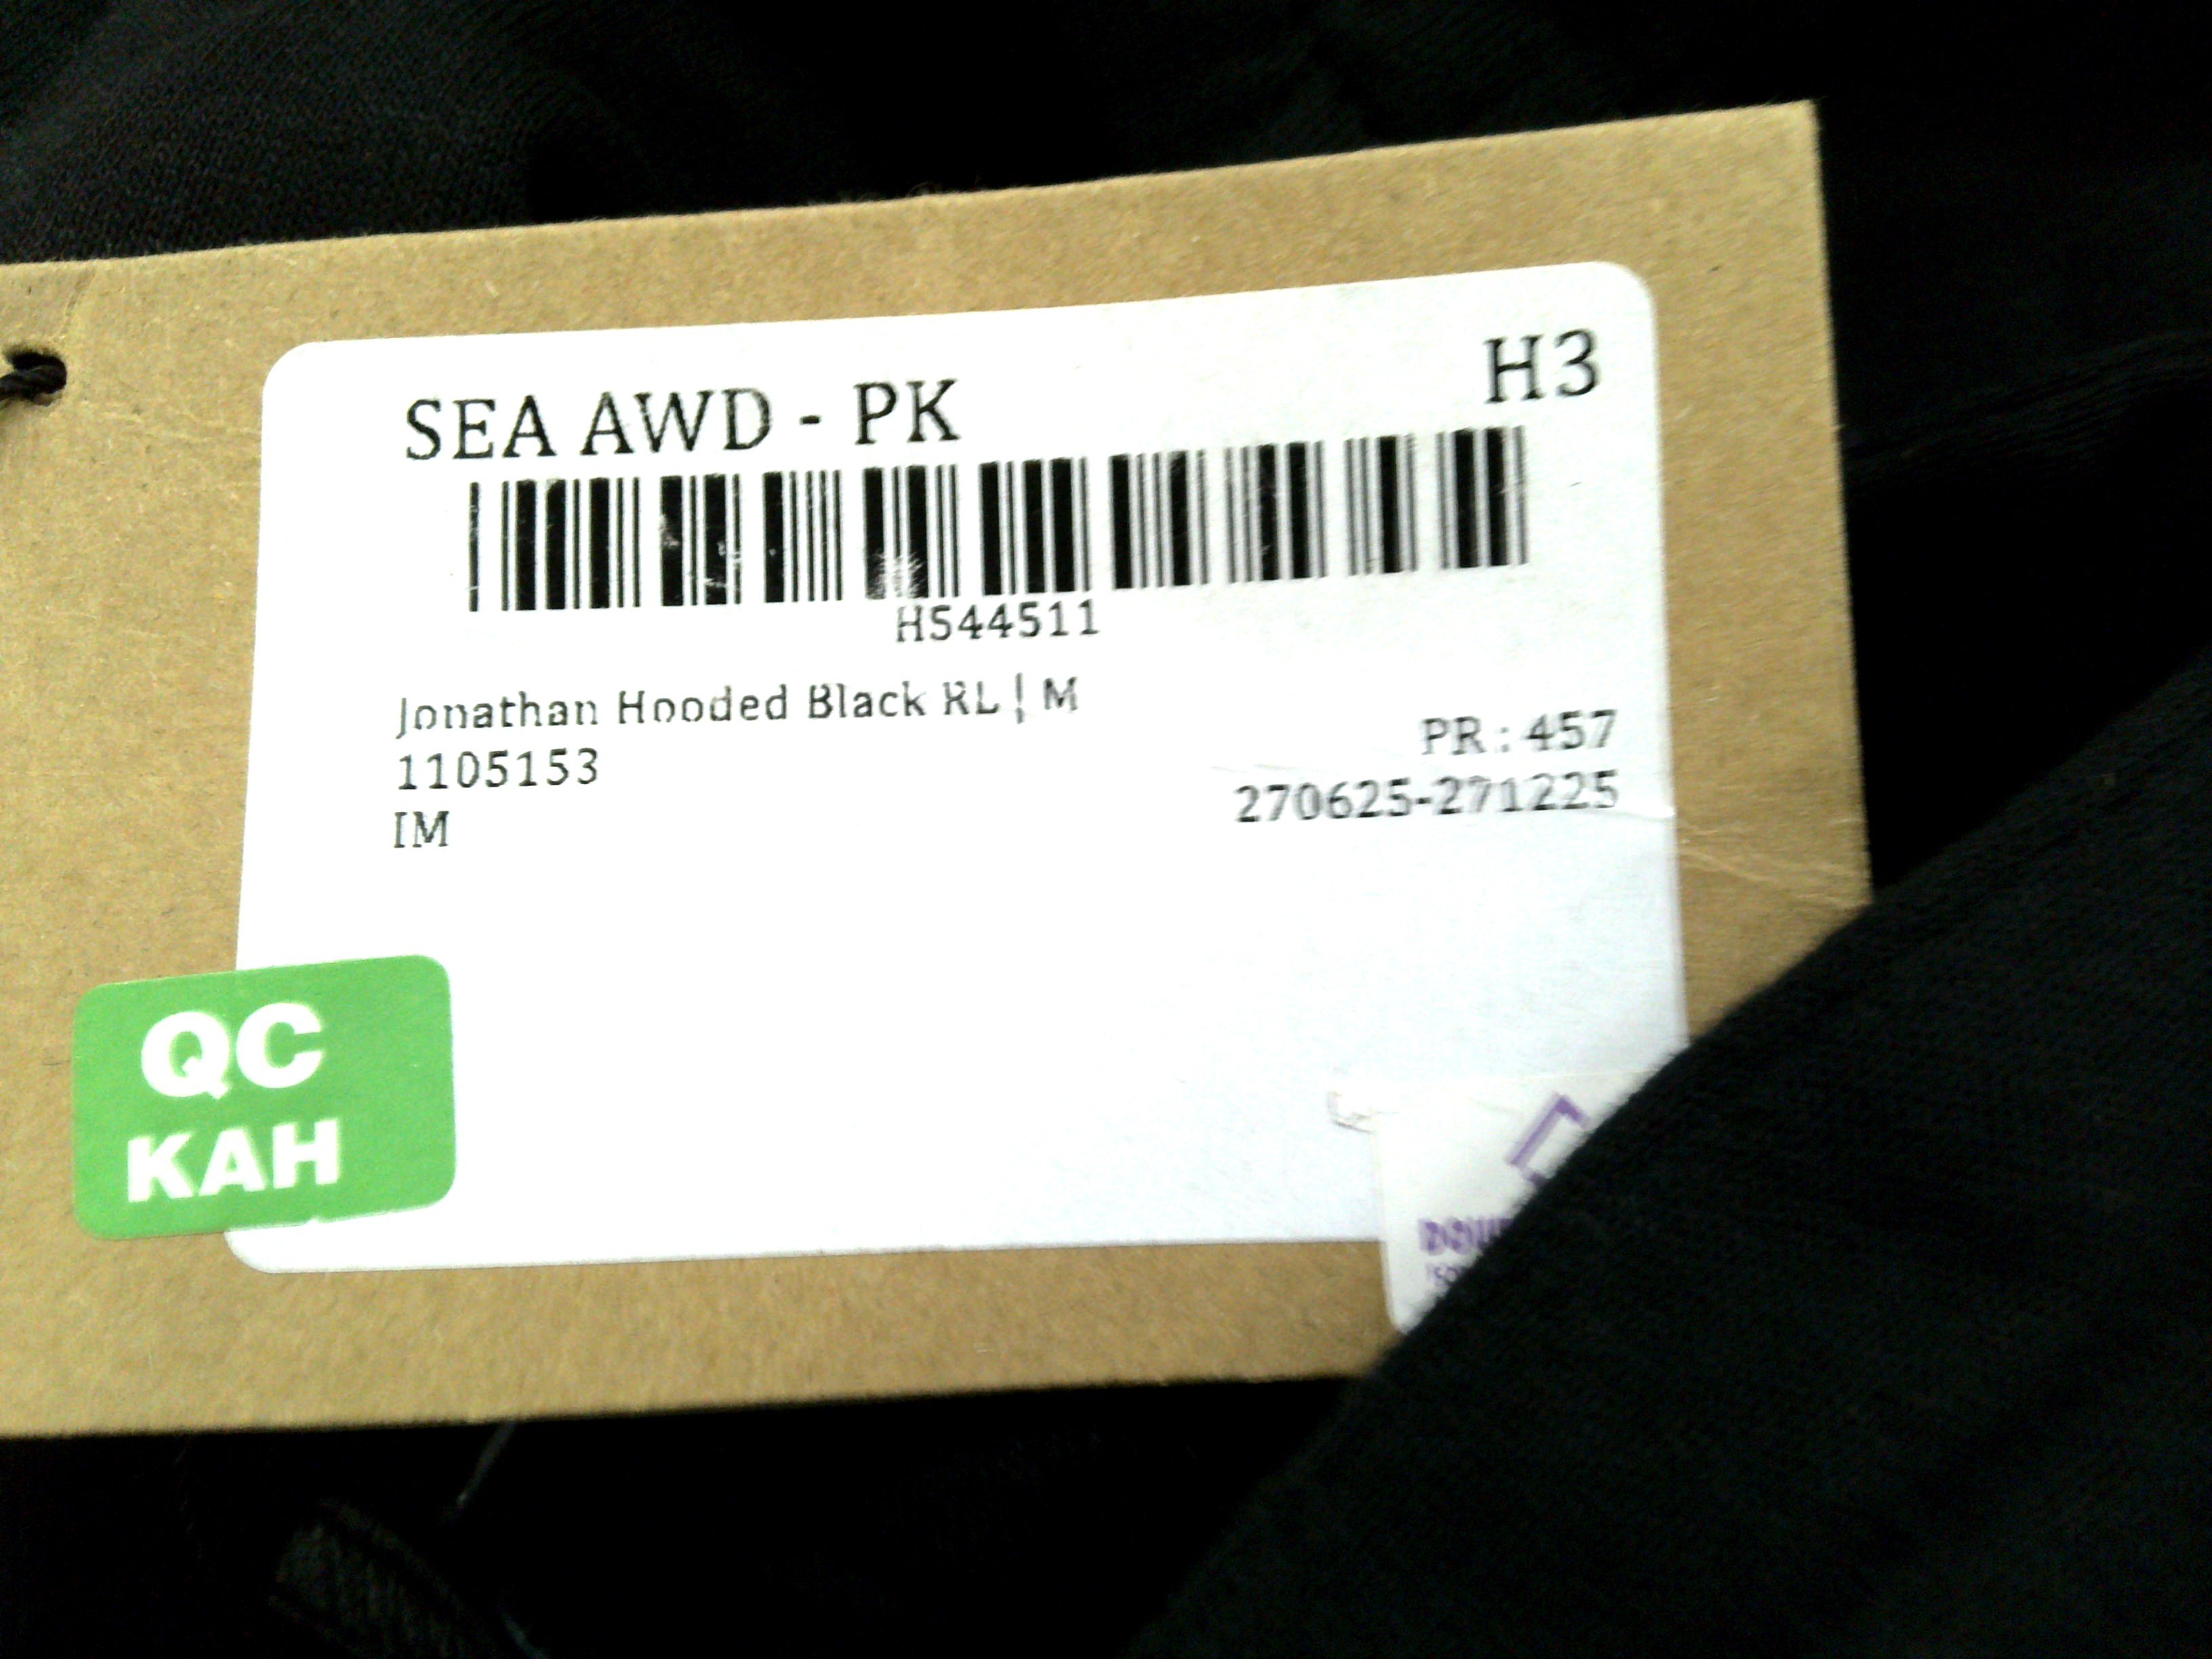 SEA AWD - PK
H3
H544511
Jonathan Hooded Black RL | M
1105153
IM
PR : 457
270625-271225
QC
KAH